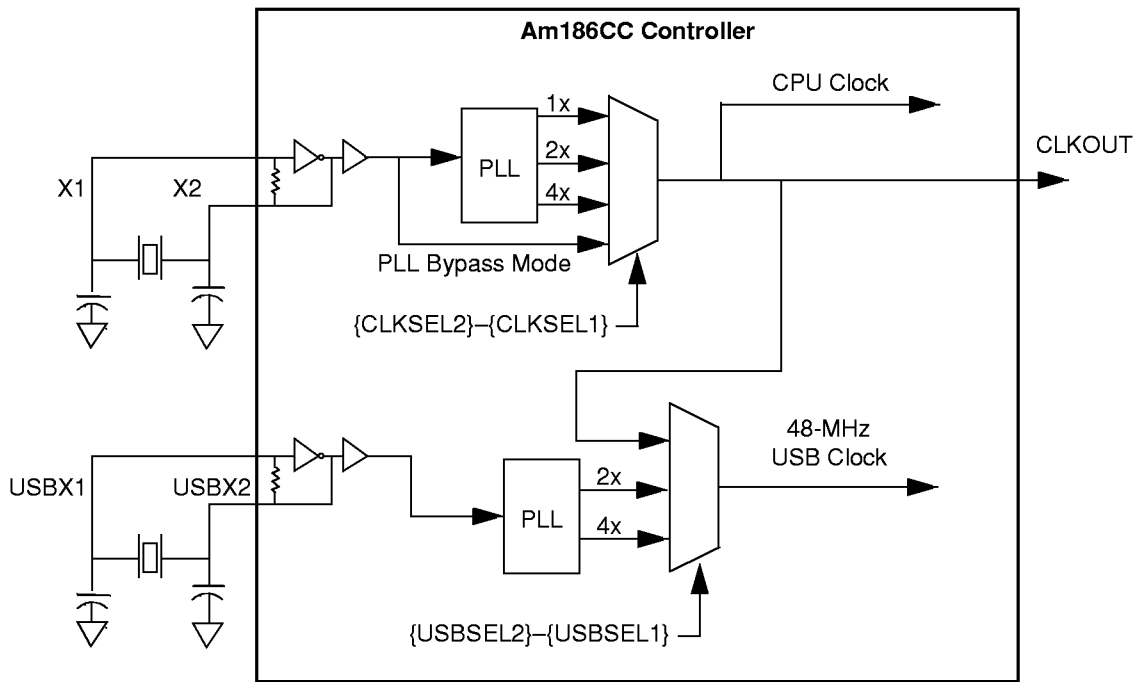 Am186CC Controller
CPU Clock
1x
CLKOUT
2x
PLL
X1
X2
4x
PLL Bypass Mode
{CLKSEL2}–{CLKSEL1}
48-MHz
USB Clock
USBX1
USBX2
2x
PLL
4x
{USBSEL2}–{USBSEL1}